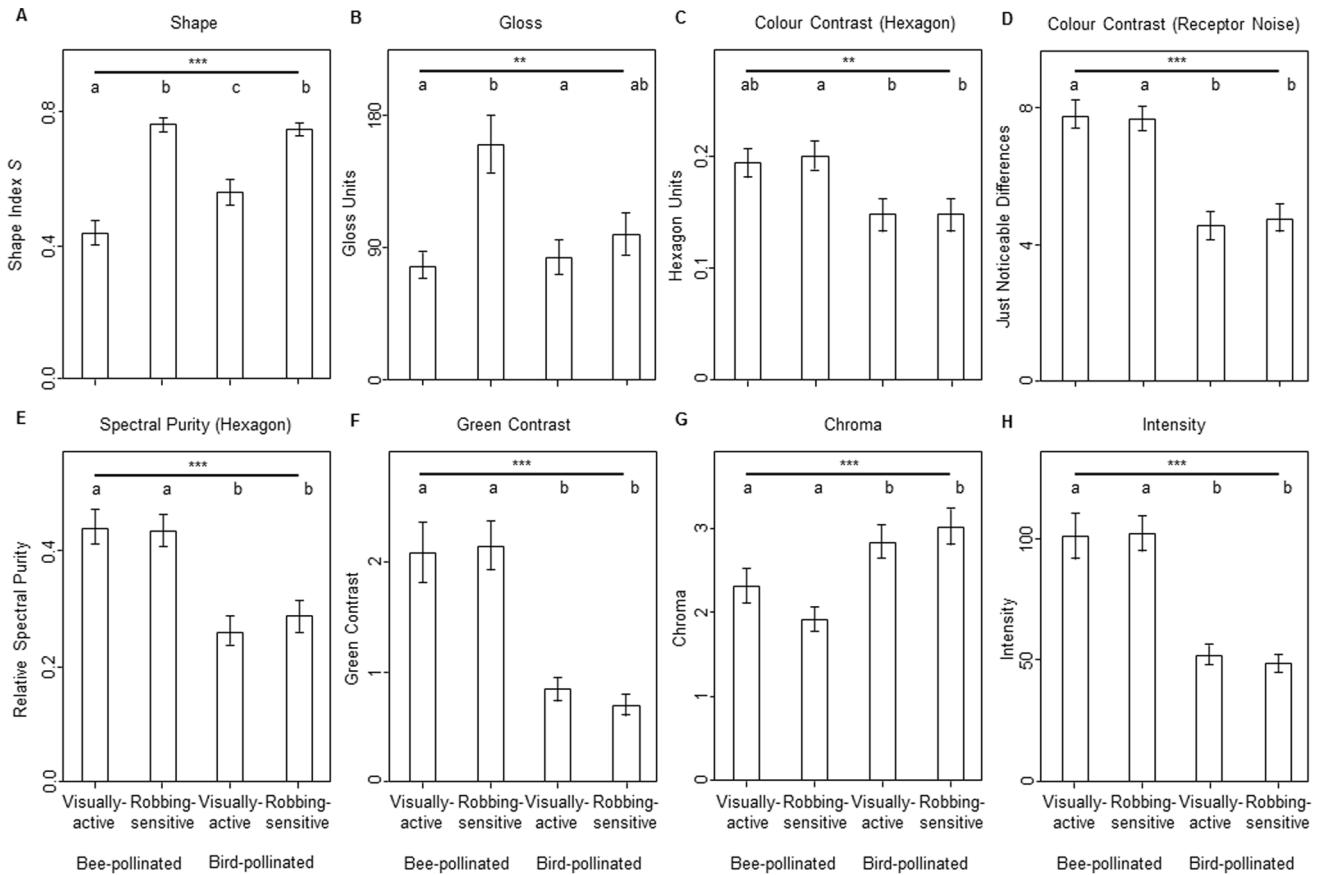 A Shape
***
a b c b
0.8
0.4
0.0
Shape Index S
B Gloss
**
a b a ab
180
90
0
Gloss Units
C Colour Contrast (Hexagon)
**
ab a b b
0.2
0.1
0
Hexagon Units
D Colour Contrast (Receptor Noise)
***
a a b b
8
4
0
Just Noticeable Differences
E Spectral Purity (Hexagon)
***
a a b b
0.4
0.2
0.0
Relative Spectral Purity
F Green Contrast
***
a a b b
2
1
0
Green Contrast
G Chroma
***
a a b b
3
2
1
0
Chroma
H Intensity
***
a a b b
100
50
0
Intensity
Visually- Robbing- Visually- Robbing-
active sensitive active sensitive
Bee-pollinated Bird-pollinated
Visually- Robbing- Visually- Robbing-
active sensitive active sensitive
Bee-pollinated Bird-pollinated
Visually- Robbing- Visually- Robbing-
active sensitive active sensitive
Bee-pollinated Bird-pollinated
Visually- Robbing- Visually- Robbing-
active sensitive active sensitive
Bee-pollinated Bird-pollinated